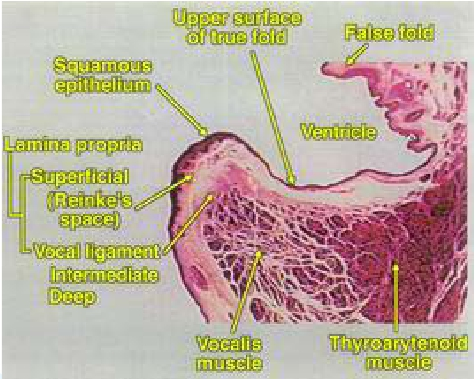 Upper surface
of true fold
False fold
Squamous
epithelium
Ventricle
Lamina propria
Superficial
(Reinke's
space)
Vocal ligament
Intermediate
Deep
Vocalis
muscle
Thyroarytenoid
muscle